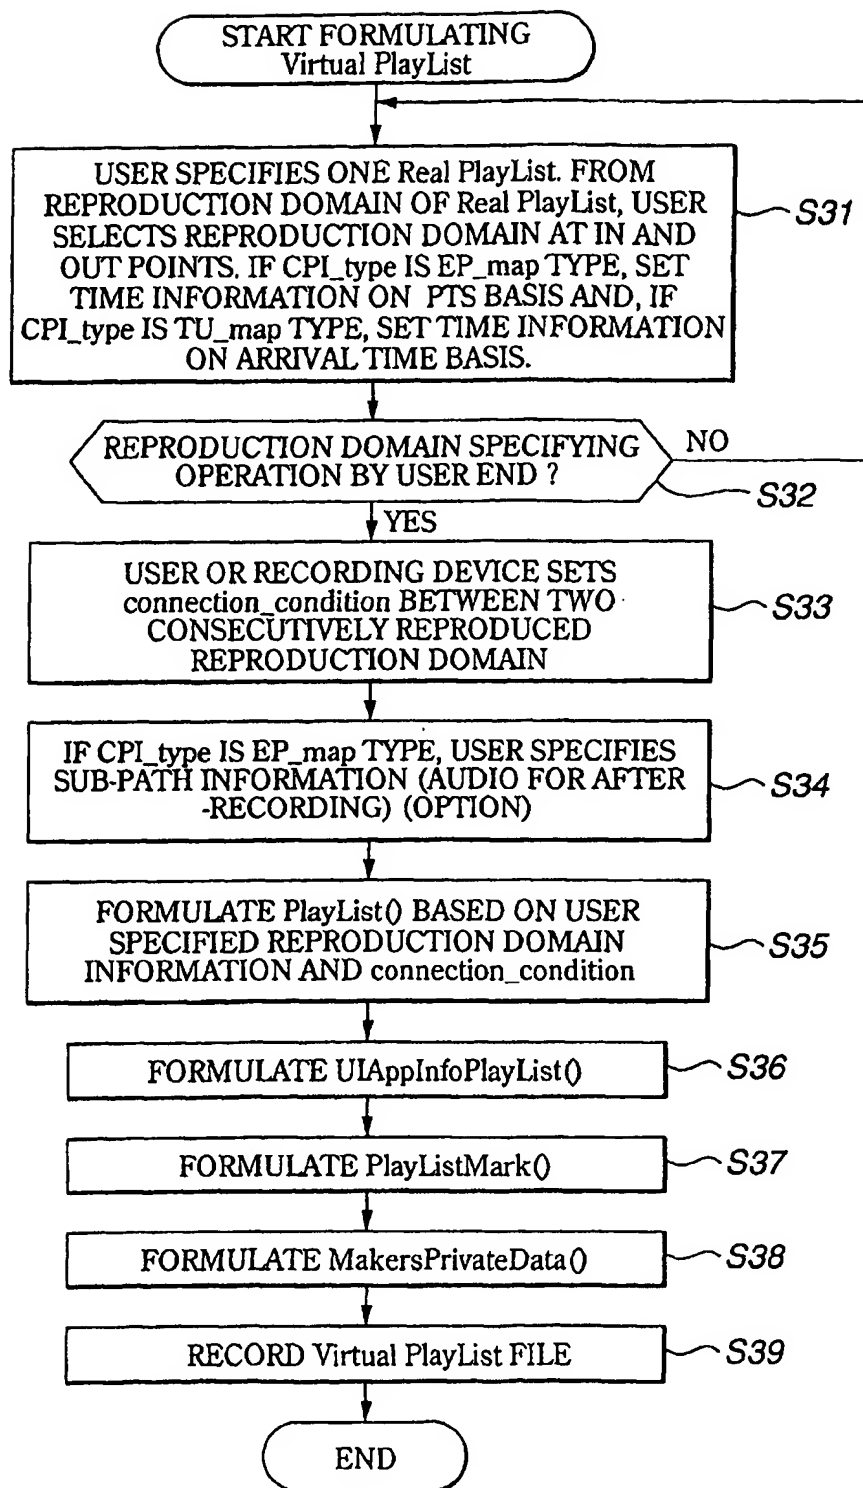 START FORMULATING
Virtual PlayList
USER SPECIFIES ONE Real PlayList. FROM
REPRODUCTION DOMAIN OF Real PlayList, USER
SELECTS REPRODUCTION DOMAIN AT IN AND
OUT POINTS. IF CPI_type IS EP_map TYPE, SET
TIME INFORMATION ON PTS BASIS AND, IF
CPI_type IS TU_map TYPE, SET TIME INFORMATION
ON ARRIVAL TIME BASIS.
S31
REPRODUCTION DOMAIN SPECIFYING
OPERATION BY USER END ?
NO
S32
YES
USER OR RECORDING DEVICE SETS
connection_condition BETWEEN TWO
CONSECUTIVELY REPRODUCED
REPRODUCTION DOMAIN
S33
IF CPI_type IS EP_map TYPE, USER SPECIFIES
SUB-PATH INFORMATION (AUDIO FOR AFTER
-RECORDING) (OPTION)
S34
FORMULATE PlayList() BASED ON USER
SPECIFIED REPRODUCTION DOMAIN
INFORMATION AND connection_condition
S35
FORMULATE UIAppInfoPlayList()
S36
FORMULATE PlayListMark()
S37
FORMULATE MakersPrivateData()
S38
RECORD Virtual PlayList FILE
S39
END